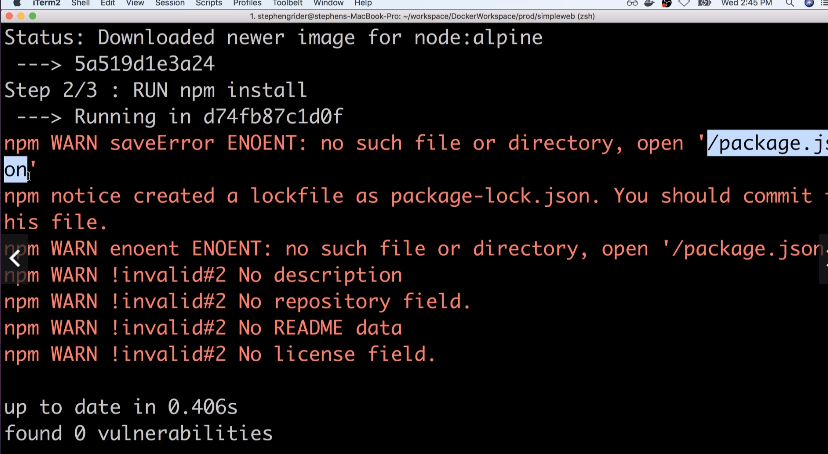 iTerm2 Shell Edit View Session Scripts Profiles Toolbelt Window Help Wed 2:45 PM
1. stephengrider@stephens-MacBook-Pro: ~/workspace/DockerWorkspace/prod/simpleweb (zsh)
Status: Downloaded newer image for node:alpine
---> 5a519d1e3a24
Step 2/3 : RUN npm install
---> Running in d74fb87c1d0f
npm WARN saveError ENOENT: no such file or directory, open '/package.js
on'
npm notice created a lockfile as package-lock.json. You should commit t
his file.
npm WARN enoent ENOENT: no such file or directory, open '/package.json
npm WARN !invalid#2 No description
npm WARN !invalid#2 No repository field.
npm WARN !invalid#2 No README data
npm WARN !invalid#2 No license field.
up to date in 0.406s
found 0 vulnerabilities